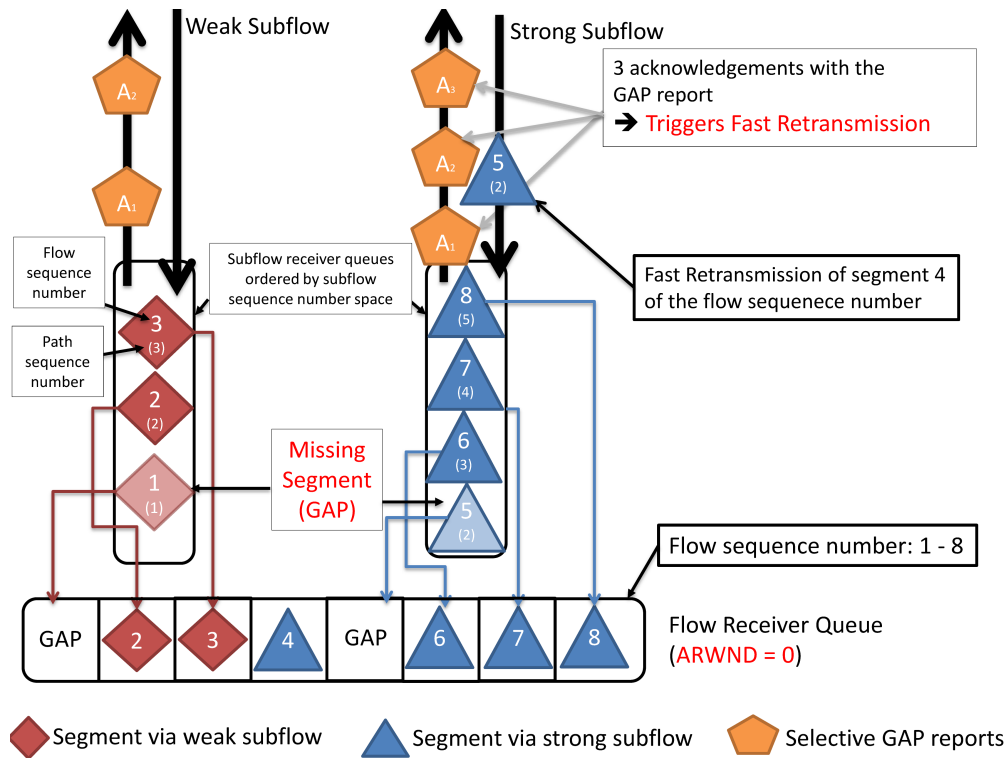 Weak Subflow
Strong Subflow
A2
A1
A3
A2
A1
5
(2)
3 acknowledgements with the
GAP report
➔ Triggers Fast Retransmission
Flow
sequence
number
Path
sequence
number
Subflow receiver queues
ordered by subflow
sequence number space
Fast Retransmission of segment 4
of the flow sequenece number
3
(3)
2
(2)
1
(1)
8
(5)
7
(4)
6
(3)
5
(2)
Missing
Segment
(GAP)
Flow sequence number: 1 - 8
GAP
2
3
4
GAP
6
7
8
Flow Receiver Queue
(ARWND = 0)
Segment via weak subflow
Segment via strong subflow
Selective GAP reports